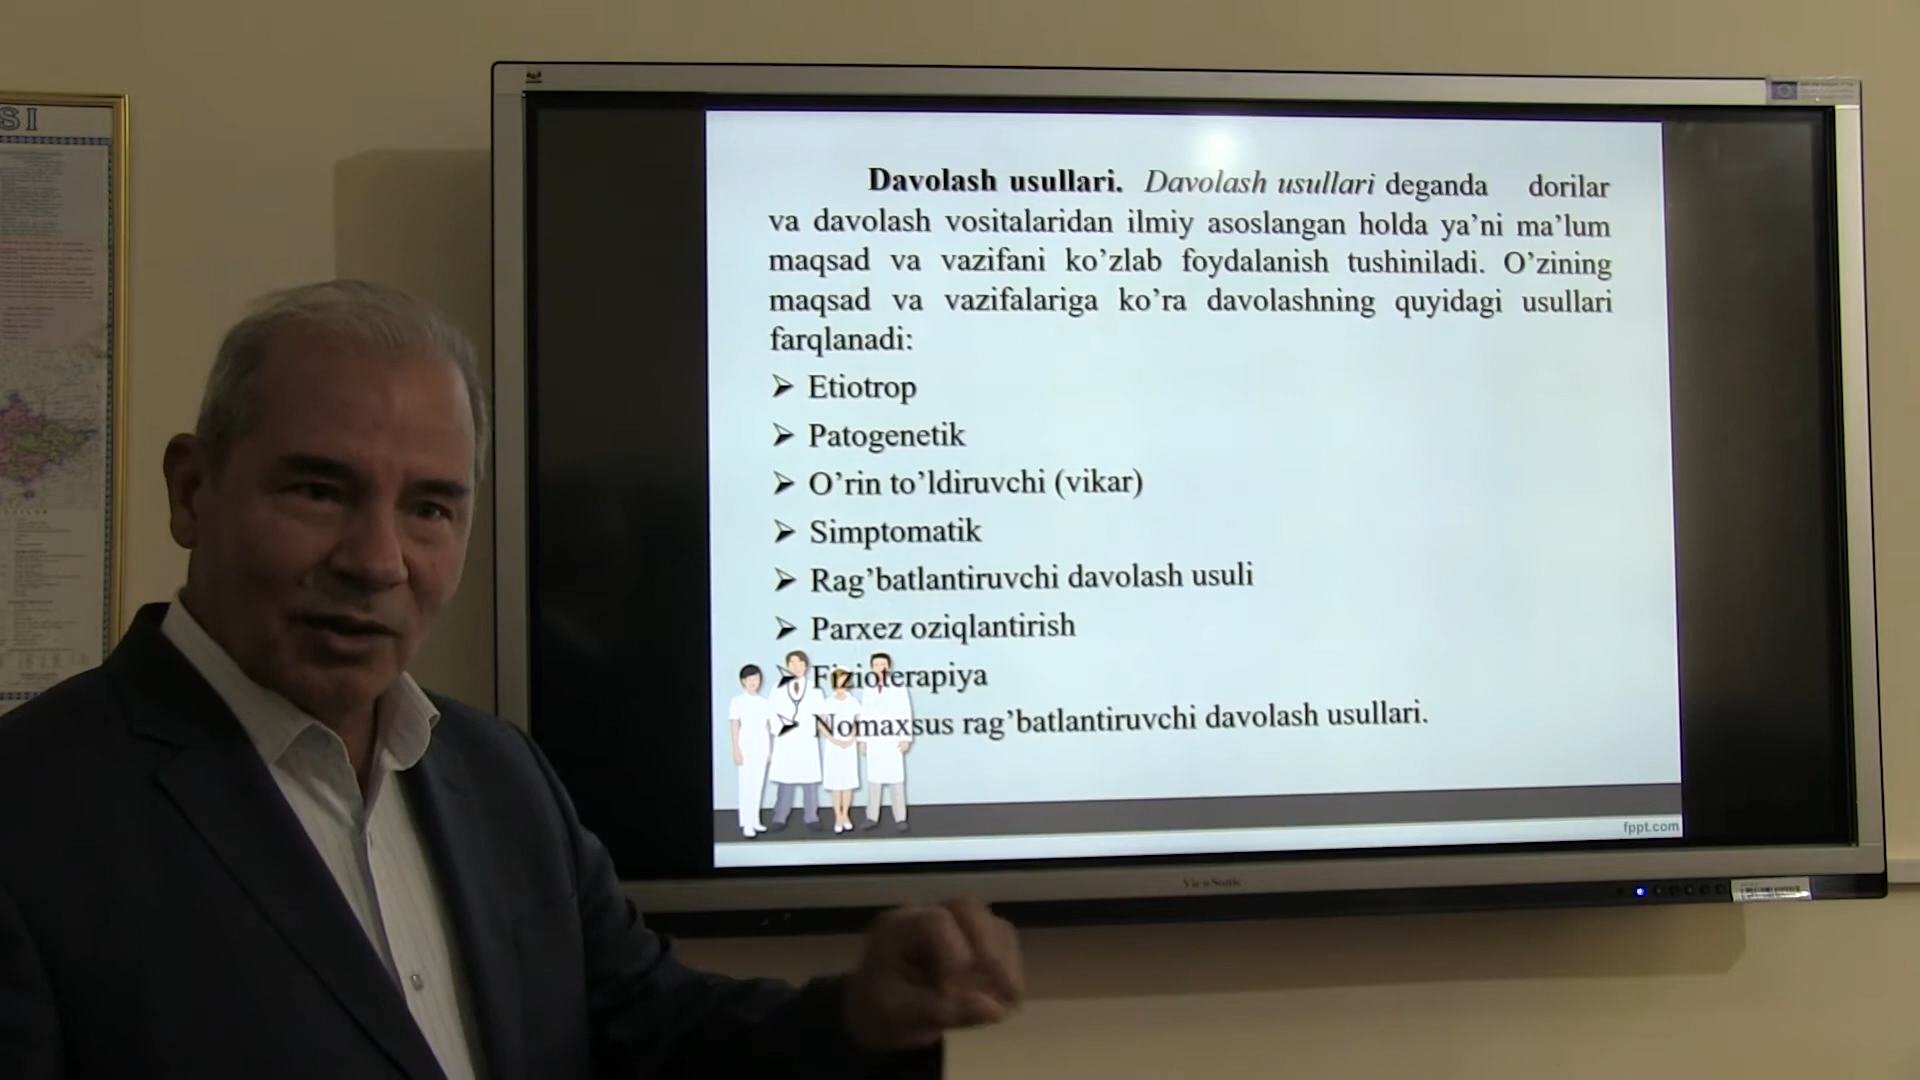 SI
Davolash usullari. Davolash usullari deganda dorilar
va davolash vositalaridan ilmiy asoslangan holda ya’ni ma’lum
maqsad va vazifani ko’zlab foydalanish tushiniladi. O’zining
maqsad va vazifalariga ko’ra davolashning quyidagi usullari
farqlanadi:
➢ Etiotrop
➢ Patogenetik
➢ O’rin to’ldiruvchi (vikar)
➢ Simptomatik
➢ Rag’batlantiruvchi davolash usuli
➢ Parxez oziqlantirish
➢ Fizioterapiya
➢ Nomaxsus rag’batlantiruvchi davolash usullari.
fppt.com
ViewSonic